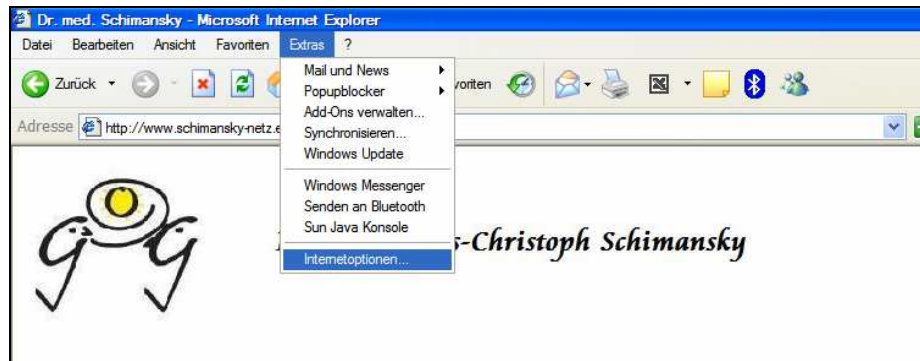 Dr. med. Schimansky - Microsoft Internet Explorer
Datei Bearbeiten Ansicht Favoriten Extras ?
Zurück
Mail und News
Popupblocker
Add-Ons verwalten...
Synchronisieren...
Windows Update
Windows Messenger
Senden an Bluetooth
Sun Java Konsole
Internetoptionen...
voriten
Adresse http://www.schimansky-netz.e
s-Christoph Schimansky